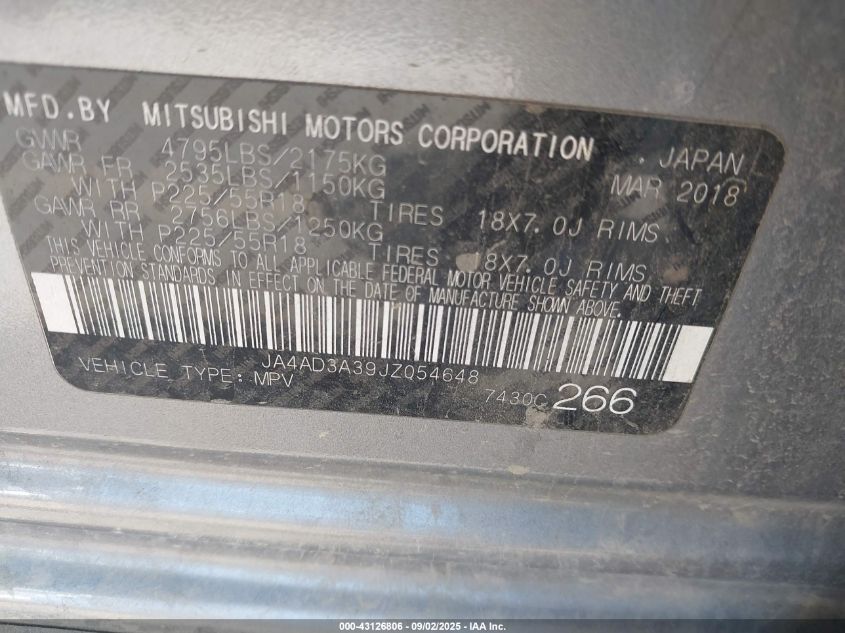 MFD.BY MITSUBISHI MOTORS CORPORATION . JAPAN
GVWR 4795LBS/2175KG MAR 2018
GAWR FR 2535LBS/1150KG
WITH P225/55R18 TIRES 18X7.0J RIMS
GAWR RR 2756LBS/1250KG
WITH P225/55R18 TIRES 18X7.0J RIMS
THIS VEHICLE CONFORMS TO ALL APPLICABLE FEDERAL MOTOR VEHICLE SAFETY AND THEFT
PREVENTION STANDARDS IN EFFECT ON THE DATE OF MANUFACTURE SHOWN ABOVE.
JA4AD3A39JZ054648
VEHICLE TYPE: MPV 7430C 266
000-43126806 - 09/02/2025 - IAA Inc.